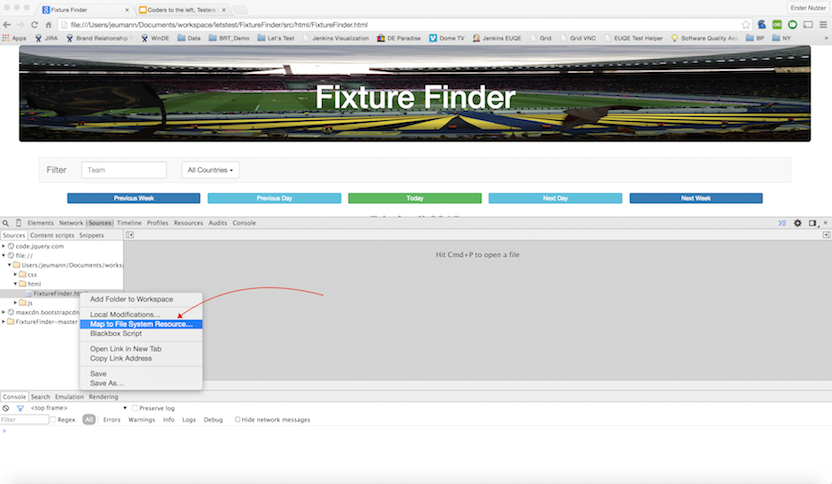 Fixture Finder
Coders to the left, Testers
Erster Nutzer
file:///Users/jeumann/Documents/workspace/letstest/FixtureFinder/src/html/FixtureFinder.html
Apps JIRA Brand Relationship WinDE Data BRT_Demo Let's Test Jenkins Visualization DE Paradise Dome TV Jenkins EUQE Grid Grid VNC EUQE Test Helper Software Quality Ass BP NY
Fixture Finder
Filter Team All Countries
Previous Week Previous Day Today Next Day Next Week
Elements Network Sources Timeline Profiles Resources Audits Console
Sources Content scripts Snippets
code.jquery.com
file://
Users/jeumann/Documents/works
css
html
FixtureFinder.h
js
maxcdn.bootstrapcdn
FixtureFinder-master
Hit Cmd+P to open a file
Add Folder to Workspace
Local Modifications…
Map to File System Resource…
Blackbox Script
Open Link in New Tab
Copy Link Address
Save
Save As…
Console Search Emulation Rendering
<top frame> Preserve log
Filter Regex All Errors Warnings Info Logs Debug Hide network messages